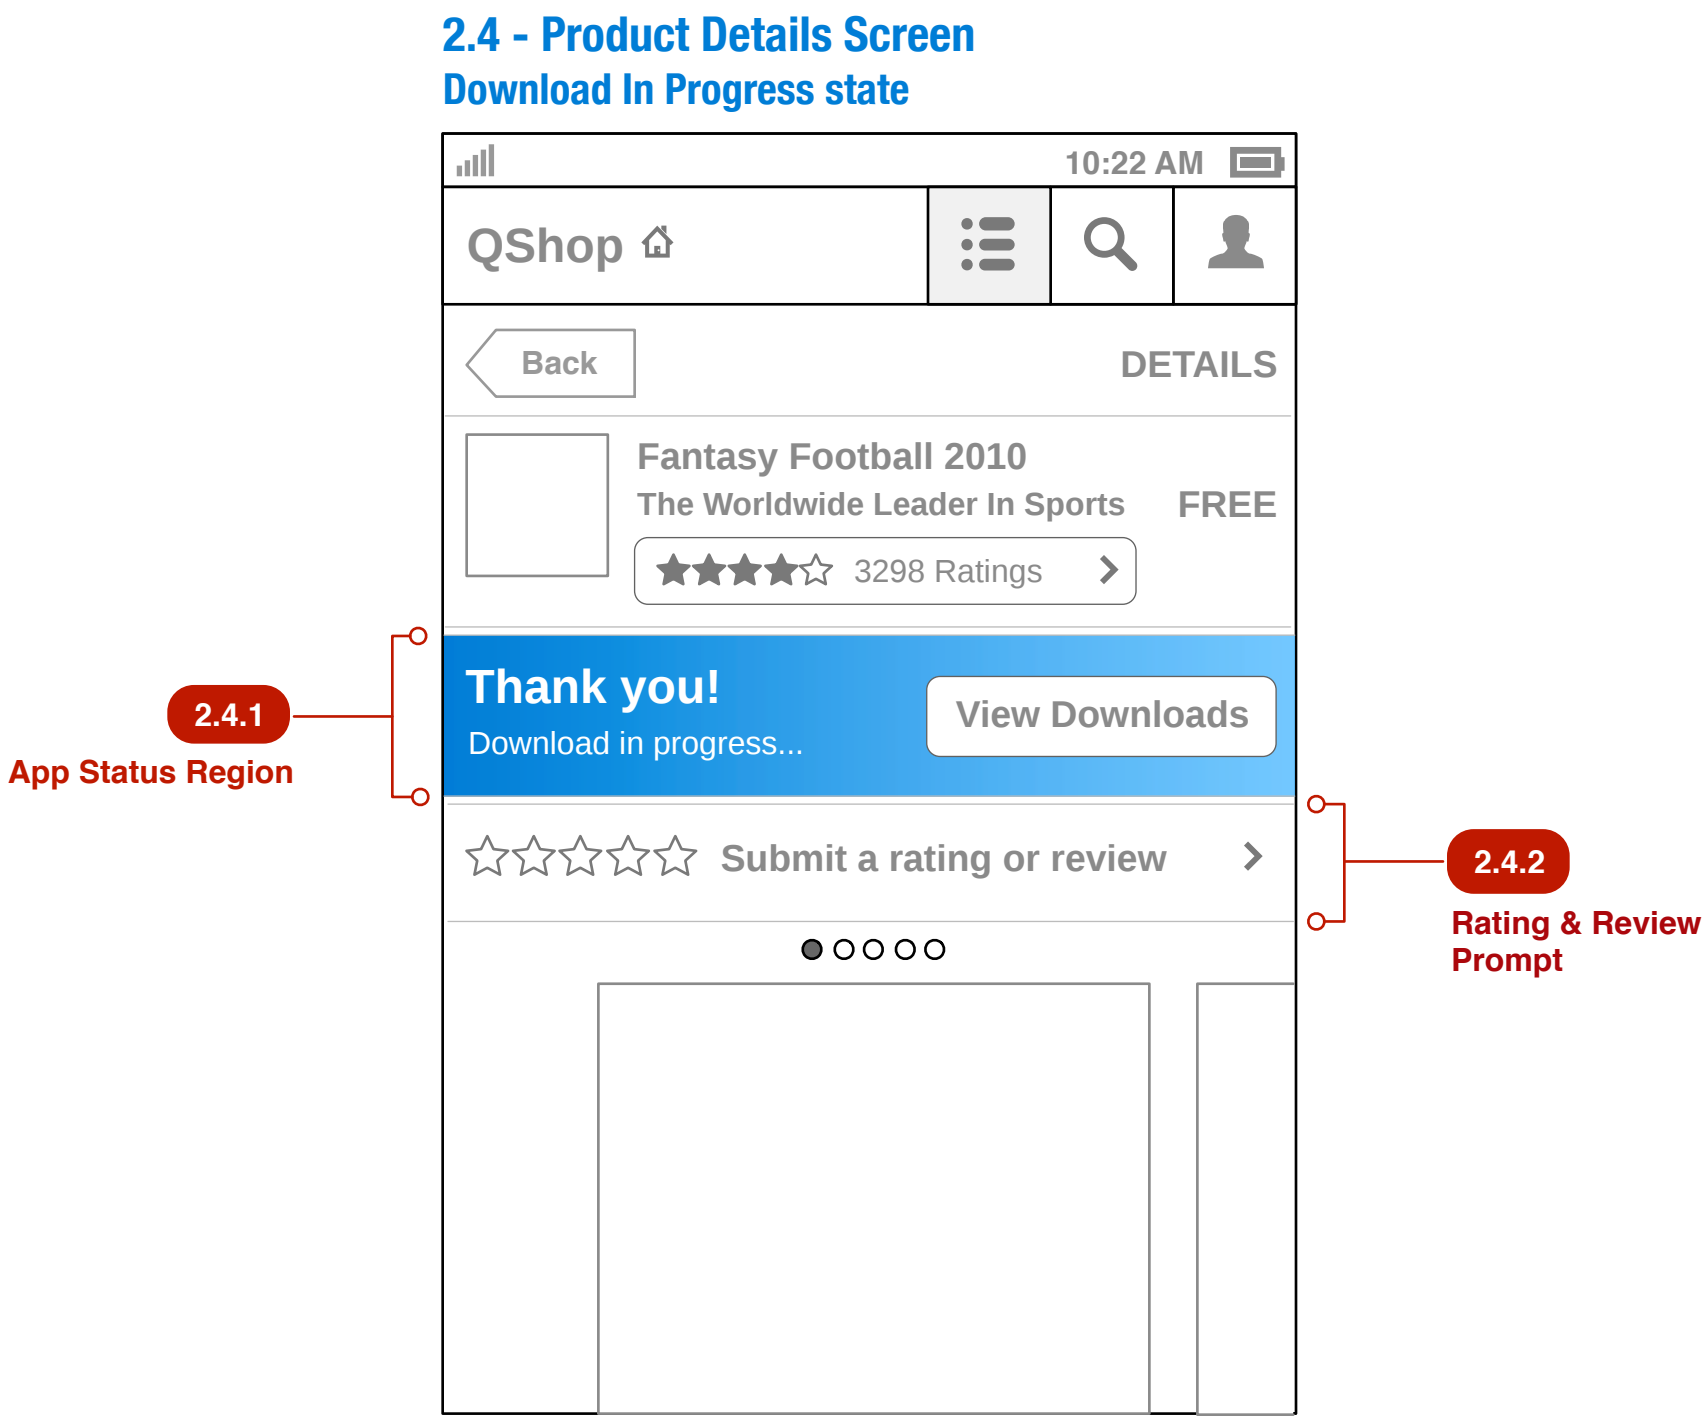 2.4 - Product Details Screen
Download In Progress state
10:22 AM
QShop
Back
DETAILS
Fantasy Football 2010
The Worldwide Leader In Sports
FREE
3298 Ratings
Thank you!
Download in progress...
View Downloads
2.4.1
App Status Region
Submit a rating or review
2.4.2
Rating & Review
Prompt